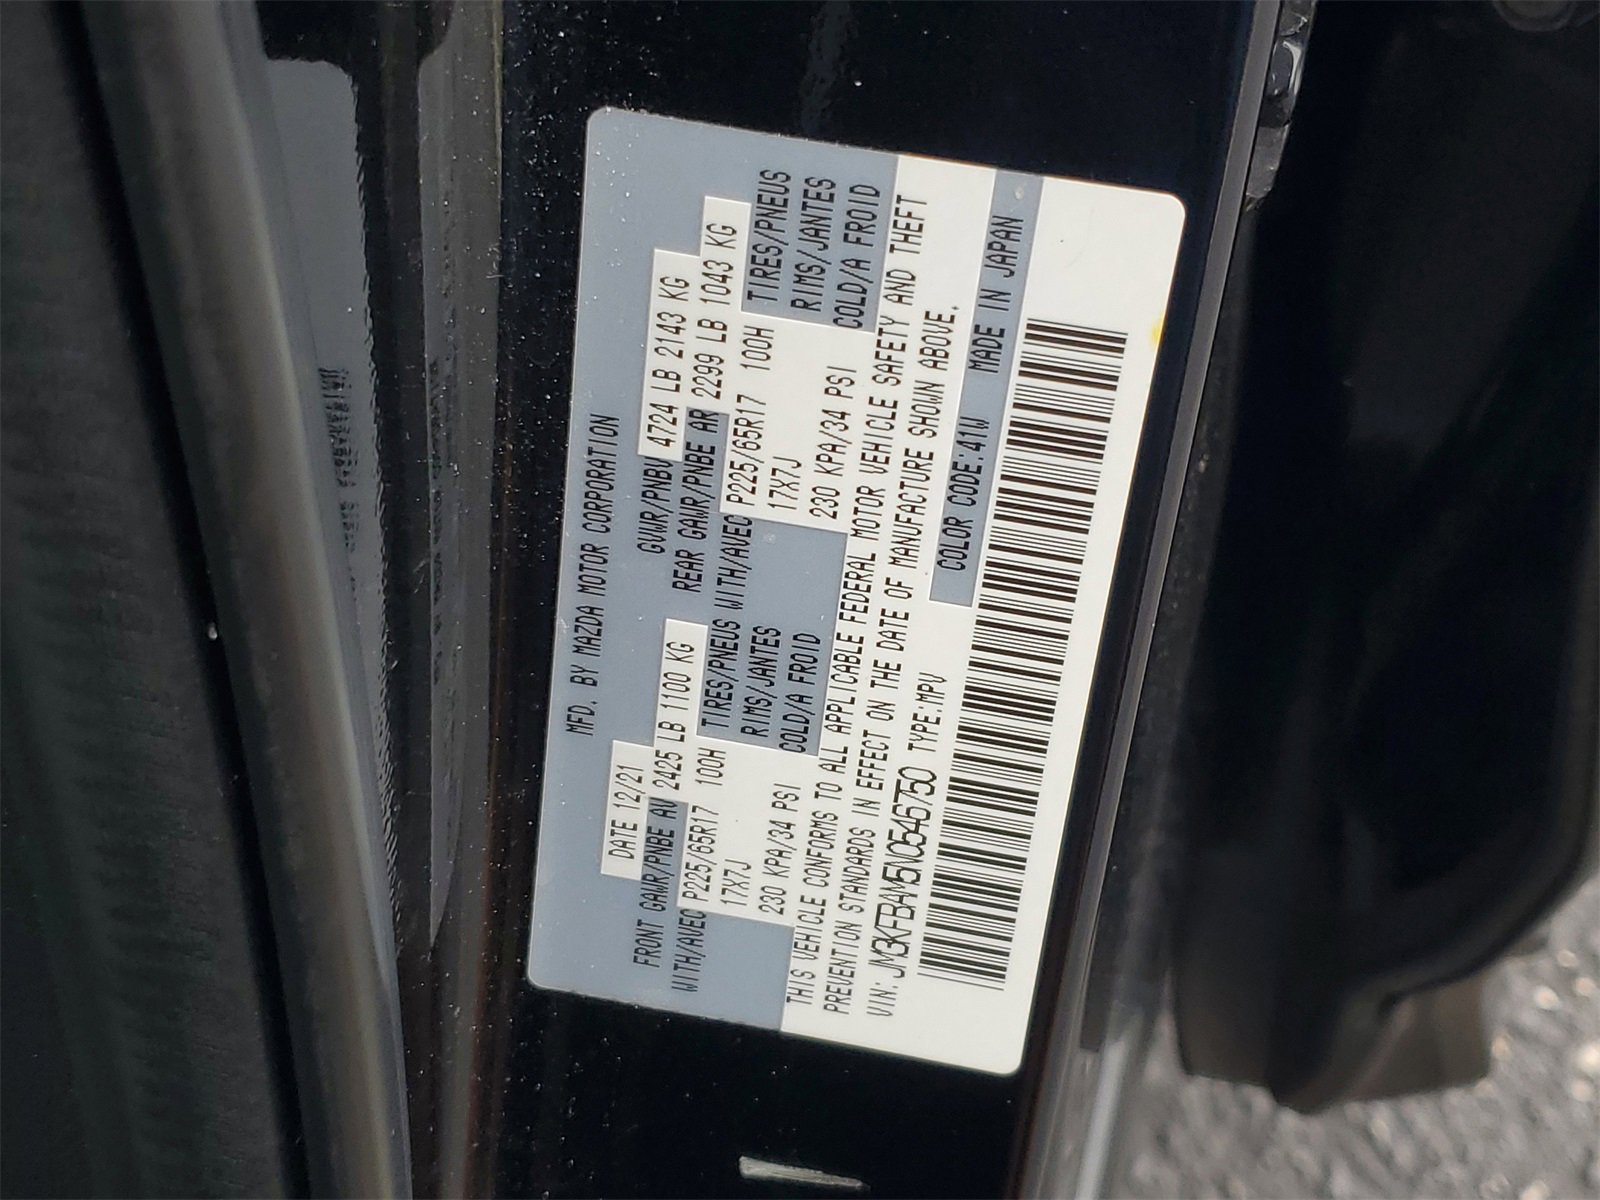 MFD. BY MAZDA MOTOR CORPORATION
DATE 12/21 GVWR/PNBV 4724 LB 2143 KG
FRONT GAWR/PNBE AV 2425 LB 1100 KG REAR GAWR/PNBE AR 2299 LB 1043 KG
WITH/AVEC P225/65R17 100H TIRES/PNEUS WITH/AVEC P225/65R17 100H TIRES/PNEUS
17X7J RIMS/JANTES 17X7J RIMS/JANTES
230 KPA/34 PSI COLD/A FROID 230 KPA/34 PSI COLD/A FROID
THIS VEHICLE CONFORMS TO ALL APPLICABLE FEDERAL MOTOR VEHICLE SAFETY AND THEFT
PREVENTION STANDARDS IN EFFECT ON THE DATE OF MANUFACTURE SHOWN ABOVE.
VIN: JM3KFBAM5N0546750 TYPE:MPV COLOR CODE:41W MADE IN JAPAN